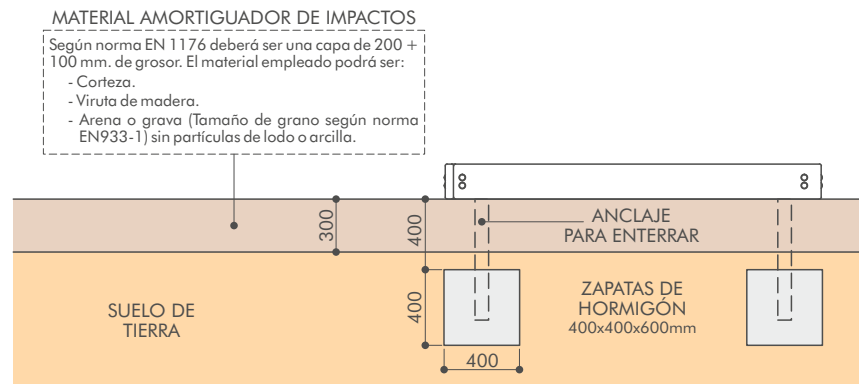 MATERIAL AMORTIGUADOR DE IMPACTOS
Según norma EN 1176 deberá ser una capa de 200 +
100 mm. de grosor. El material empleado podrá ser:
- Corteza.
- Viruta de madera.
- Arena o grava (Tamaño de grano según norma
EN933-1) sin partículas de lodo o arcilla.
300
400
ANCLAJE
PARA ENTERRAR
SUELO DE
TIERRA
400
ZAPATAS DE
HORMIGÓN
400x400x600mm
400